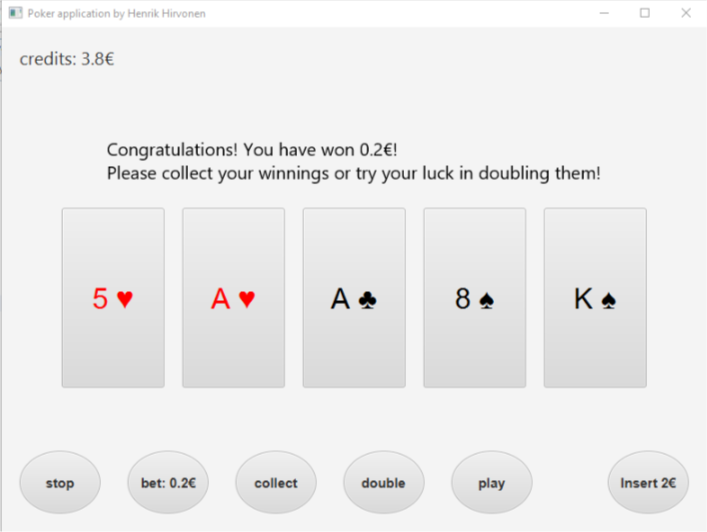 Poker application by Henrik Hirvonen
credits: 3.8€
Congratulations! You have won 0.2€!
Please collect your winnings or try your luck in doubling them!
5 ♥ A ♥ A ♣ 8 ♠ K ♠
stop bet: 0.2€ collect double play Insert 2€